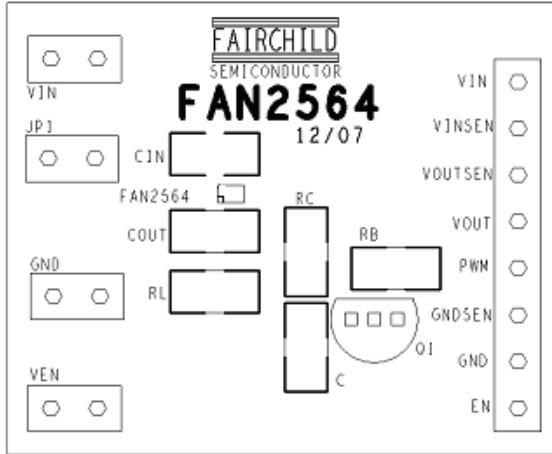 FAIRCHILD
SEMICONDUCTOR
FAN2564
12/07
VIN
JP1
CIN
FAN2564
COUT
RC
RB
GND
RL
Q1
C
VEN
VIN
VINSEN
VOUTSEN
VOUT
PWM
GNDSEN
GND
EN